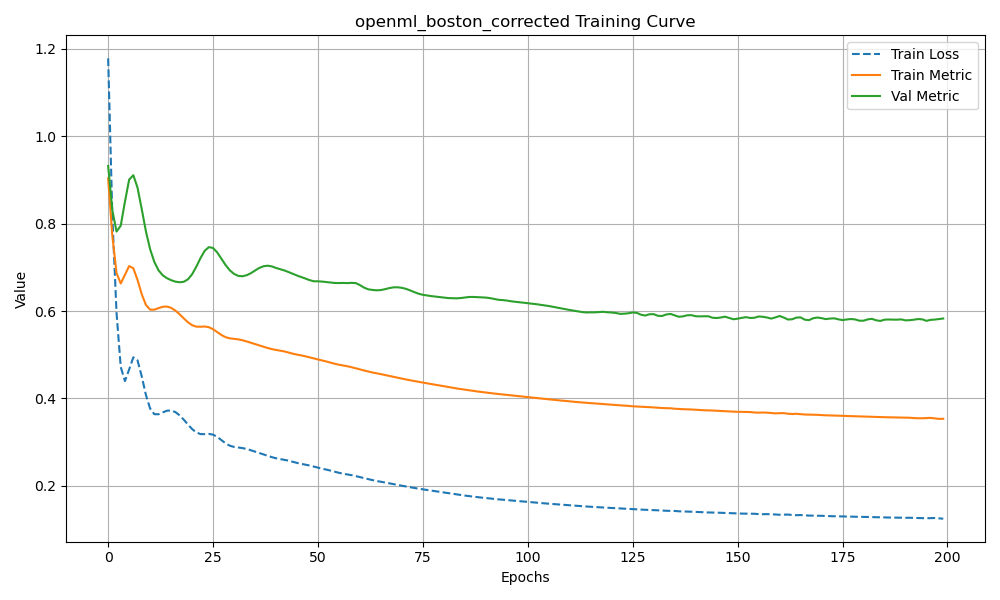 openml_boston_corrected Training Curve
1.2
1.0
0.8
0.6
0.4
0.2
Value
Train Loss
Train Metric
Val Metric
0 25 50 75 100 125 150 175 200
Epochs